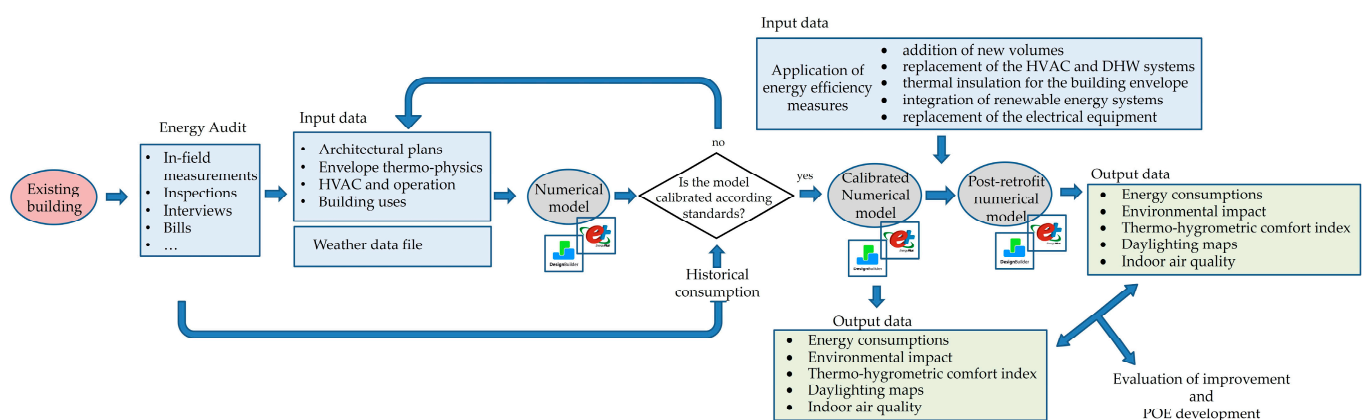 Existing
building
Energy Audit
• In-field
measurements
• Inspections
• Interviews
• Bills
• …
Input data
• Architectural plans
• Envelope thermo-physics
• HVAC and operation
• Building uses
Weather data file
Numerical
model
DesignBuilder
EnergyPlus
no
Is the model
calibrated according
standards?
yes
Historical
consumption
Input data
Application of
energy efficiency
measures
• addition of new volumes
• replacement of the HVAC and DHW systems
• thermal insulation for the building envelope
• integration of renewable energy systems
• replacement of the electrical equipment
Calibrated
Numerical
model
DesignBuilder
EnergyPlus
Post-retrofit
numerical
model
DesignBuilder
EnergyPlus
Output data
• Energy consumptions
• Environmental impact
• Thermo-hygrometric comfort index
• Daylighting maps
• Indoor air quality
Output data
• Energy consumptions
• Environmental impact
• Thermo-hygrometric comfort index
• Daylighting maps
• Indoor air quality
Evaluation of improvement
and
POE development